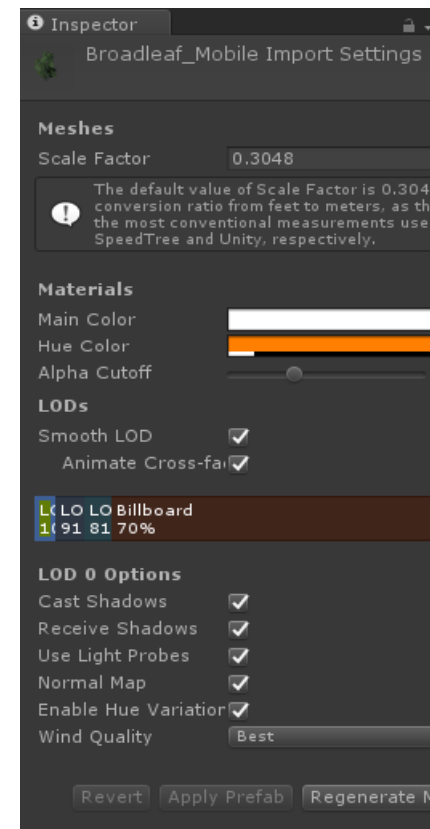 Inspector
Broadleaf_Mobile Import Settings
Meshes
Scale Factor 0.3048
The default value of Scale Factor is 0.304
conversion ratio from feet to meters, as th
the most conventional measurements use
SpeedTree and Unity, respectively.
Materials
Main Color
Hue Color
Alpha Cutoff
LODs
Smooth LOD
Animate Cross-fa
LO LO Billboard
91 81 70%
LOD 0 Options
Cast Shadows
Receive Shadows
Use Light Probes
Normal Map
Enable Hue Variation
Wind Quality Best
Revert Apply Prefab Regenerate M